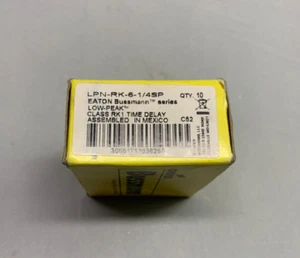 LPN-RK-6-1/4SP
QTY. 10
EATON Bussmann™ series
LOW-PEAK™
CLASS RK1 TIME DELAY
ASSEMBLED IN MEXICO
C52